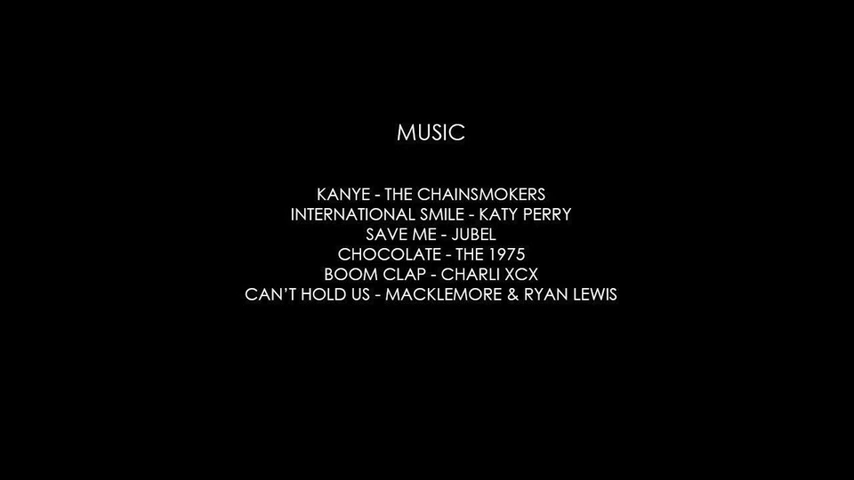 MUSIC
KANYE - THE CHAINSMOKERS
INTERNATIONAL SMILE - KATY PERRY
SAVE ME - JUBEL
CHOCOLATE - THE 1975
BOOM CLAP - CHARLI XCX
CAN'T HOLD US - MACKLEMORE & RYAN LEWIS